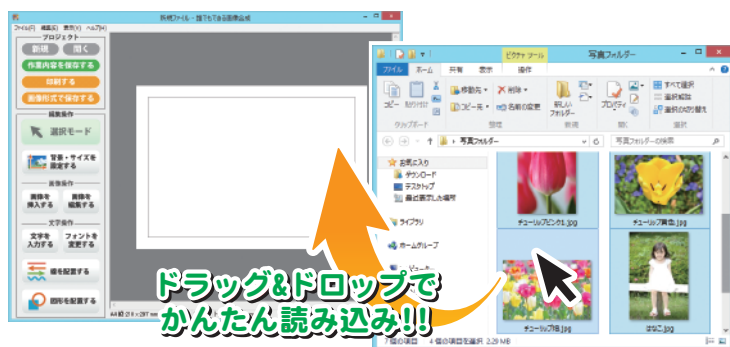 新規ファイル - 誰でもできる画像合成
ファイル(F) 編集(E) 表示(V) ヘルプ(H)
プロジェクト
新規 開く
作業内容を保存する
印刷する
画像形式で保存する
編集操作
選択モード
背景・サイズを
設定する
画像操作
画像を
挿入する
画像を
編集する
文字操作
文字を
入力する
フォントを
変更する
線を配置する
図形を配置する
ピクチャ ツール
写真フォルダー
ファイル ホーム 共有 表示 操作
コピー 貼り付け
移動先
コピー先
削除
名前の変更
新しい
フォルダー
プロパティ
すべて選択
選択解除
選択の切り替え
クリップボード 整理 新規 開く 選択
写真フォルダー
写真フォルダーの検索
お気に入り
ダウンロード
デスクトップ
最近表示した場所
ライブラリ
ホームグループ
チューリップピンク1.jpg
チューリップ黄色.jpg
はなこ.jpg
7 個の項目 4 個の項目を選択 2.29 MB
ドラッグ&ドロップで
かんたん読み込み!!